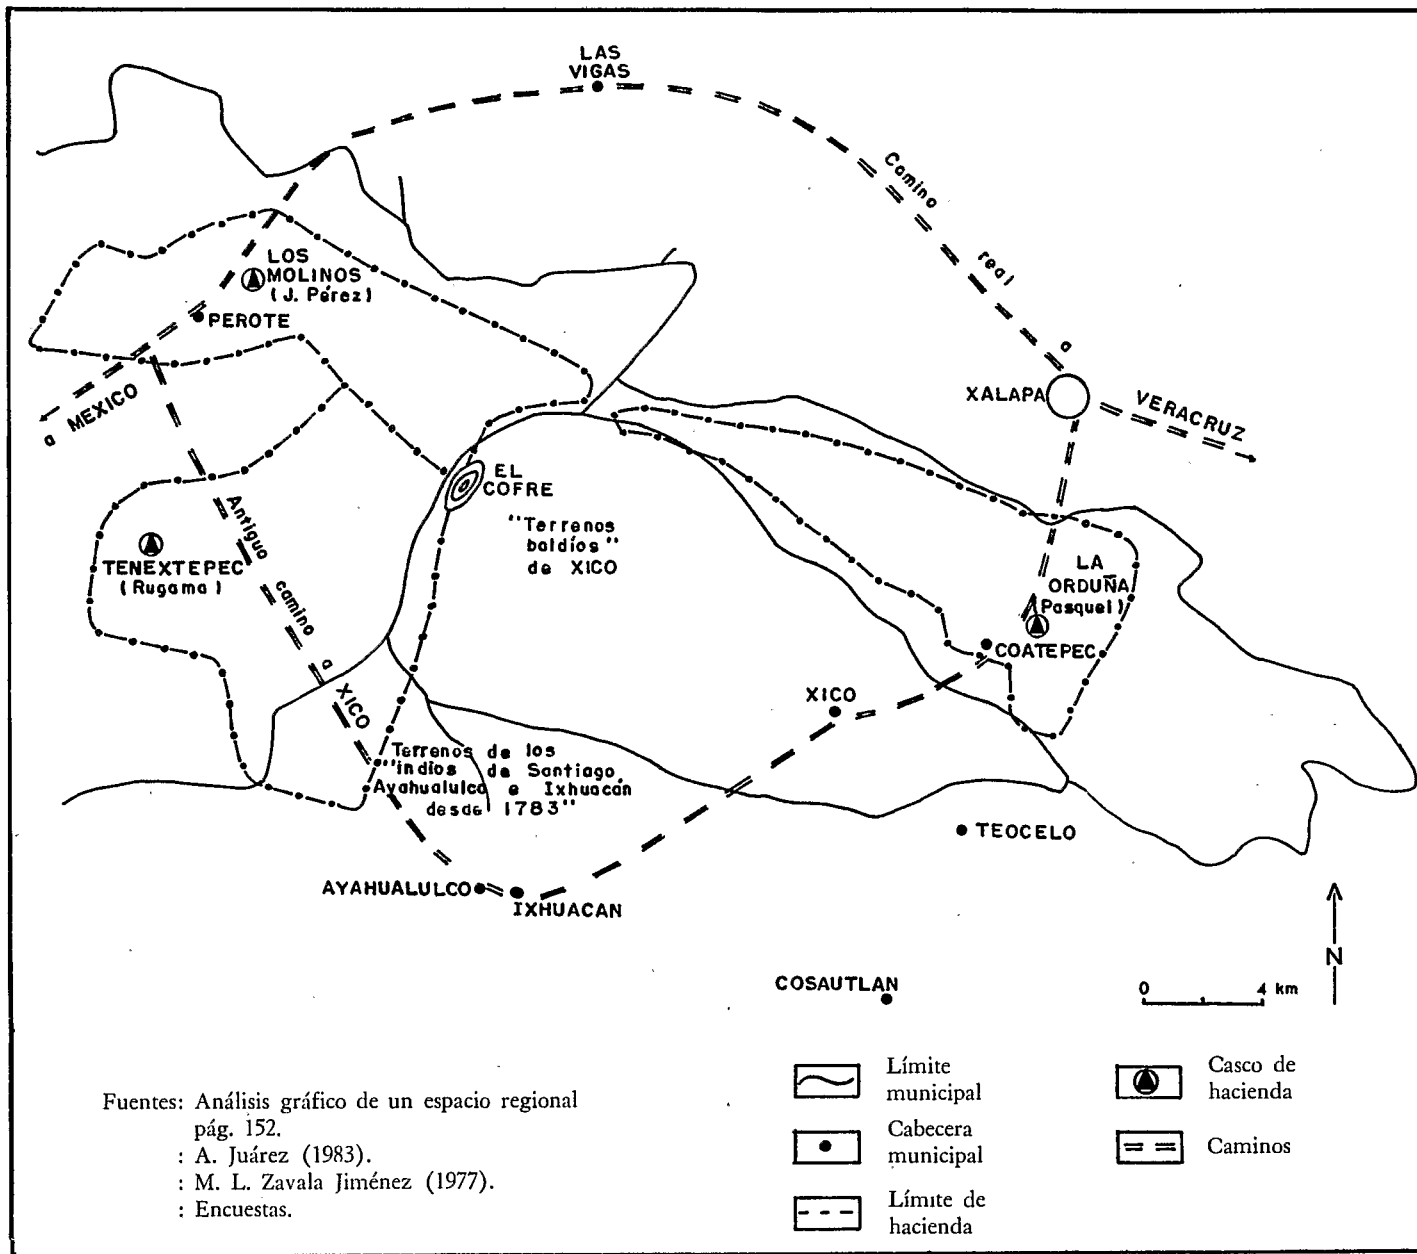 LAS
VIGAS
Camino
real
a
LOS
MOLINOS
(J. Pérez)
PEROTE
a MEXICO
XALAPA
VERACRUZ
EL
COFRE
"Terrenos
baldíos"
de XICO
TENEXTEPEC
(Rugama)
Antiguo
camino
a
XICO
LA
ORDUÑA
(Pasquel)
COATEPEC
XICO
Terrenos de los
"indios de Santiago,
Ayahualulco e Ixhuacán
desde 1783"
TEOCELO
AYAHUALULCO
IXHUACAN
N
COSAUTLAN
0 4 km
Límite
municipal
Casco de
hacienda
Cabecera
municipal
Caminos
Límite de
hacienda
Fuentes: Análisis gráfico de un espacio regional
pág. 152.
: A. Juárez (1983).
: M. L. Zavala Jiménez (1977).
: Encuestas.